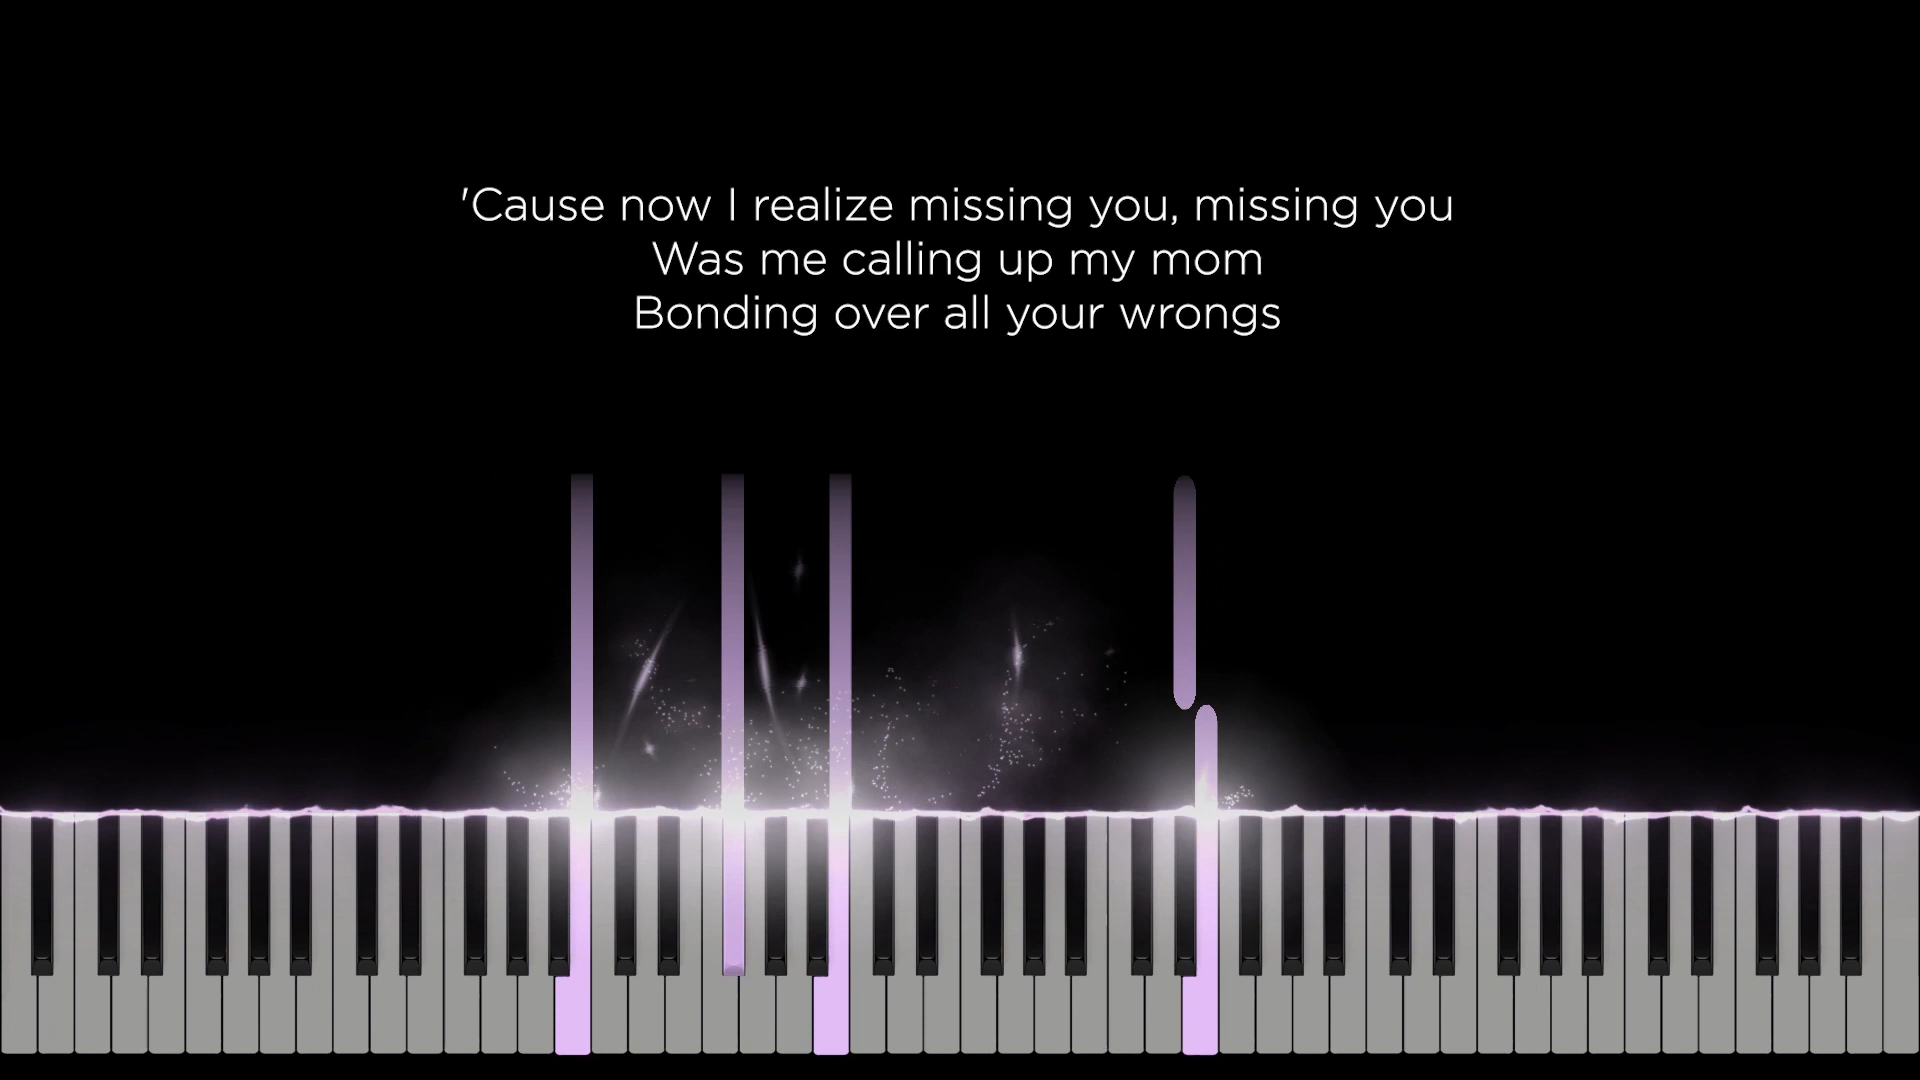 'Cause now I realize missing you, missing you
Was me calling up my mom
Bonding over all your wrongs